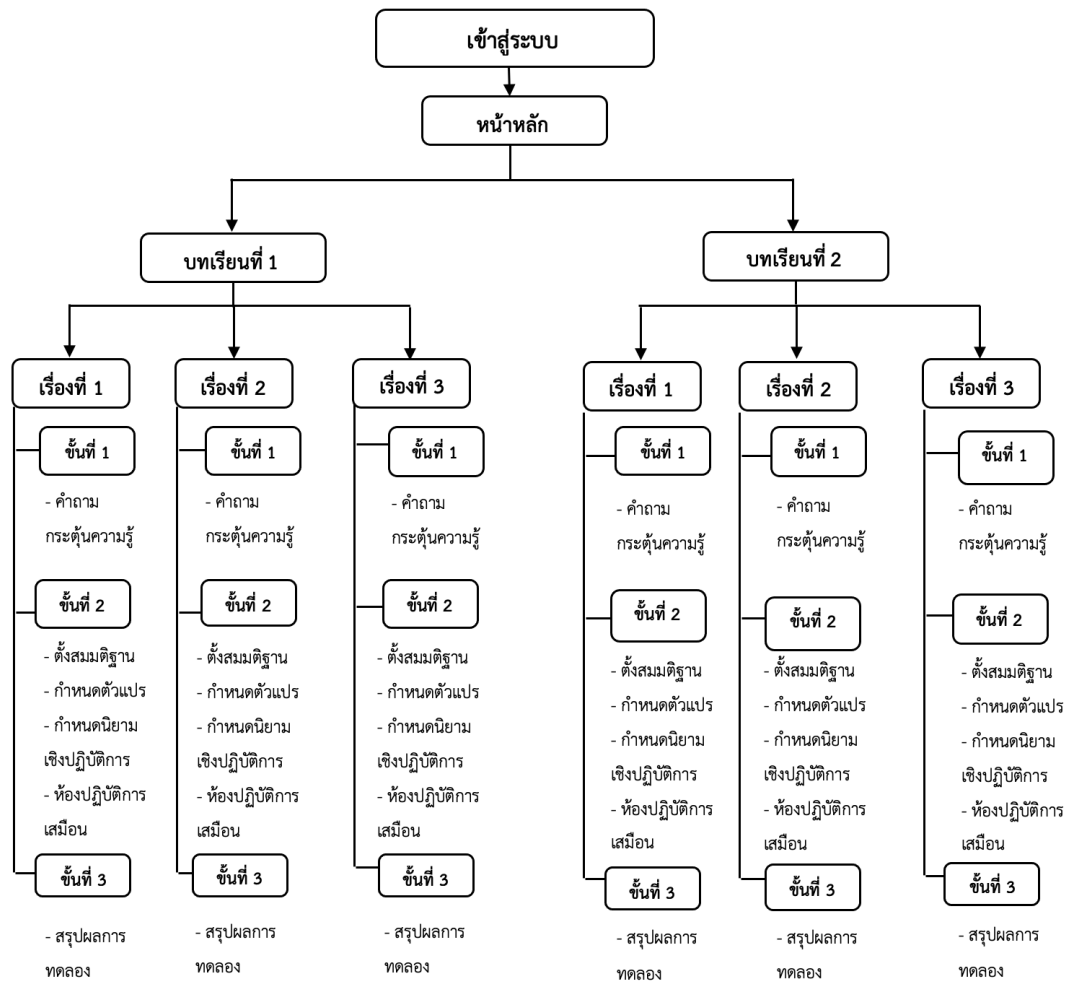 เข้าสู่ระบบ
หน้าหลัก
บทเรียนที่ 1
บทเรียนที่ 2
เรื่องที่ 1
ขั้นที่ 1
- คำถาม
กระตุ้นความรู้
ขั้นที่ 2
- ตั้งสมมติฐาน
- กำหนดตัวแปร
- กำหนดนิยาม
เชิงปฏิบัติการ
- ห้องปฏิบัติการ
เสมือน
ขั้นที่ 3
- สรุปผลการ
ทดลอง
เรื่องที่ 2
ขั้นที่ 1
- คำถาม
กระตุ้นความรู้
ขั้นที่ 2
- ตั้งสมมติฐาน
- กำหนดตัวแปร
- กำหนดนิยาม
เชิงปฏิบัติการ
- ห้องปฏิบัติการ
เสมือน
ขั้นที่ 3
- สรุปผลการ
ทดลอง
เรื่องที่ 3
ขั้นที่ 1
- คำถาม
กระตุ้นความรู้
ขั้นที่ 2
- ตั้งสมมติฐาน
- กำหนดตัวแปร
- กำหนดนิยาม
เชิงปฏิบัติการ
- ห้องปฏิบัติการ
เสมือน
ขั้นที่ 3
- สรุปผลการ
ทดลอง
เรื่องที่ 1
ขั้นที่ 1
- คำถาม
กระตุ้นความรู้
ขั้นที่ 2
- ตั้งสมมติฐาน
- กำหนดตัวแปร
- กำหนดนิยาม
เชิงปฏิบัติการ
- ห้องปฏิบัติการ
เสมือน
ขั้นที่ 3
- สรุปผลการ
ทดลอง
เรื่องที่ 2
ขั้นที่ 1
- คำถาม
กระตุ้นความรู้
ขั้นที่ 2
- ตั้งสมมติฐาน
- กำหนดตัวแปร
- กำหนดนิยาม
เชิงปฏิบัติการ
- ห้องปฏิบัติการ
เสมือน
ขั้นที่ 3
- สรุปผลการ
ทดลอง
เรื่องที่ 3
ขั้นที่ 1
- คำถาม
กระตุ้นความรู้
ขั้นที่ 2
- ตั้งสมมติฐาน
- กำหนดตัวแปร
- กำหนดนิยาม
เชิงปฏิบัติการ
- ห้องปฏิบัติการ
เสมือน
ขั้นที่ 3
- สรุปผลการ
ทดลอง